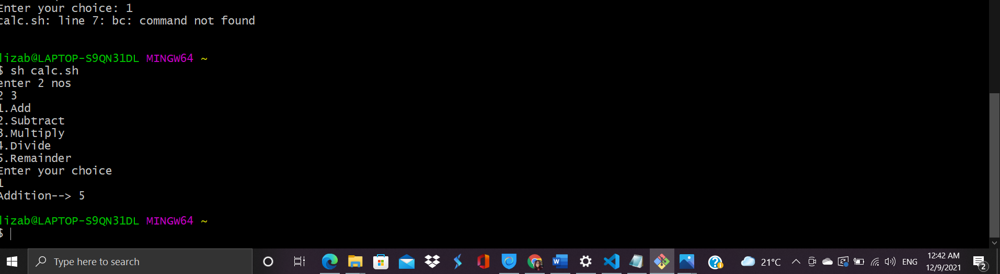 Enter your choice: 1
calc.sh: line 7: bc: command not found
lizab@LAPTOP-S9QN31DL MINGW64 ~
$ sh calc.sh
enter 2 nos
2 3
1.Add
2.Subtract
3.Multiply
4.Divide
5.Remainder
Enter your choice
1
Addition--> 5
lizab@LAPTOP-S9QN31DL MINGW64 ~
$
Type here to search
21°C
ENG
12:42 AM
12/9/2021
2